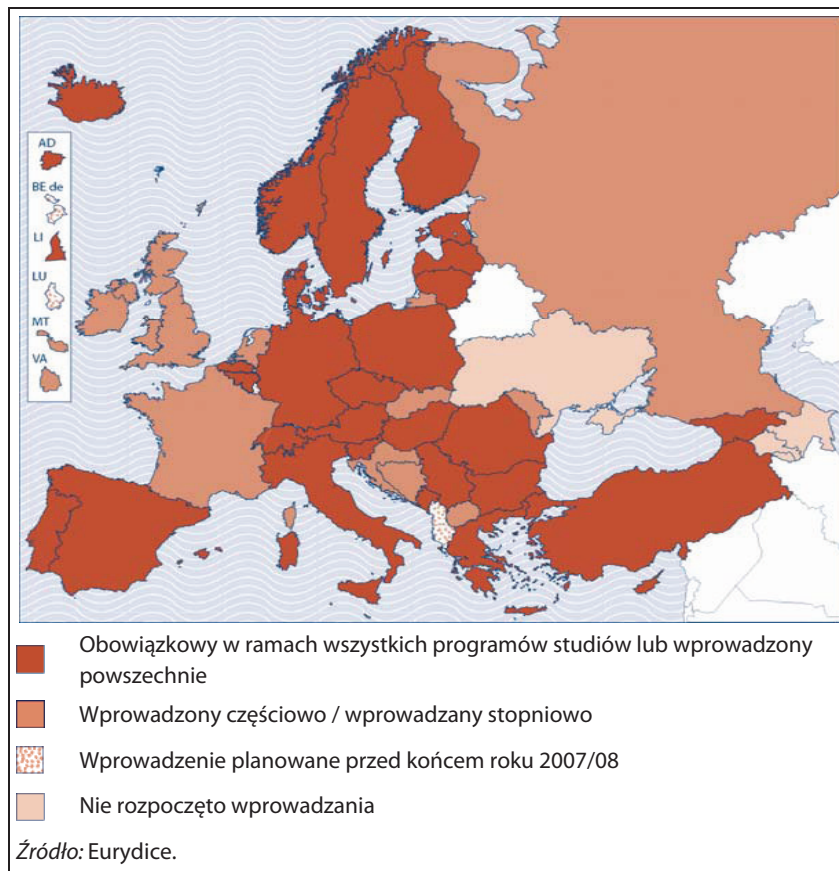 AD
BE de
LI
LU
MT
VA
Obowiązkowy w ramach wszystkich programów studiów lub wprowadzony
powszechnie
Wprowadzony częściowo / wprowadzany stopniowo
Wprowadzenie planowane przed końcem roku 2007/08
Nie rozpoczęto wprowadzania
Źródło: Eurydice.